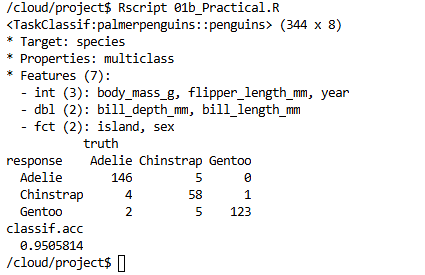 /cloud/project$ Rscript 01b_Practical.R
<TaskClassif:palmerpenguins::penguins> (344 x 8)
* Target: species
* Properties: multiclass
* Features (7):
  - int (3): body_mass_g, flipper_length_mm, year
  - dbl (2): bill_depth_mm, bill_length_mm
  - fct (2): island, sex
           truth
response    Adelie Chinstrap Gentoo
  Adelie       146         5      0
  Chinstrap      4        58      1
  Gentoo         2         5    123
classif.acc
  0.9505814
/cloud/project$